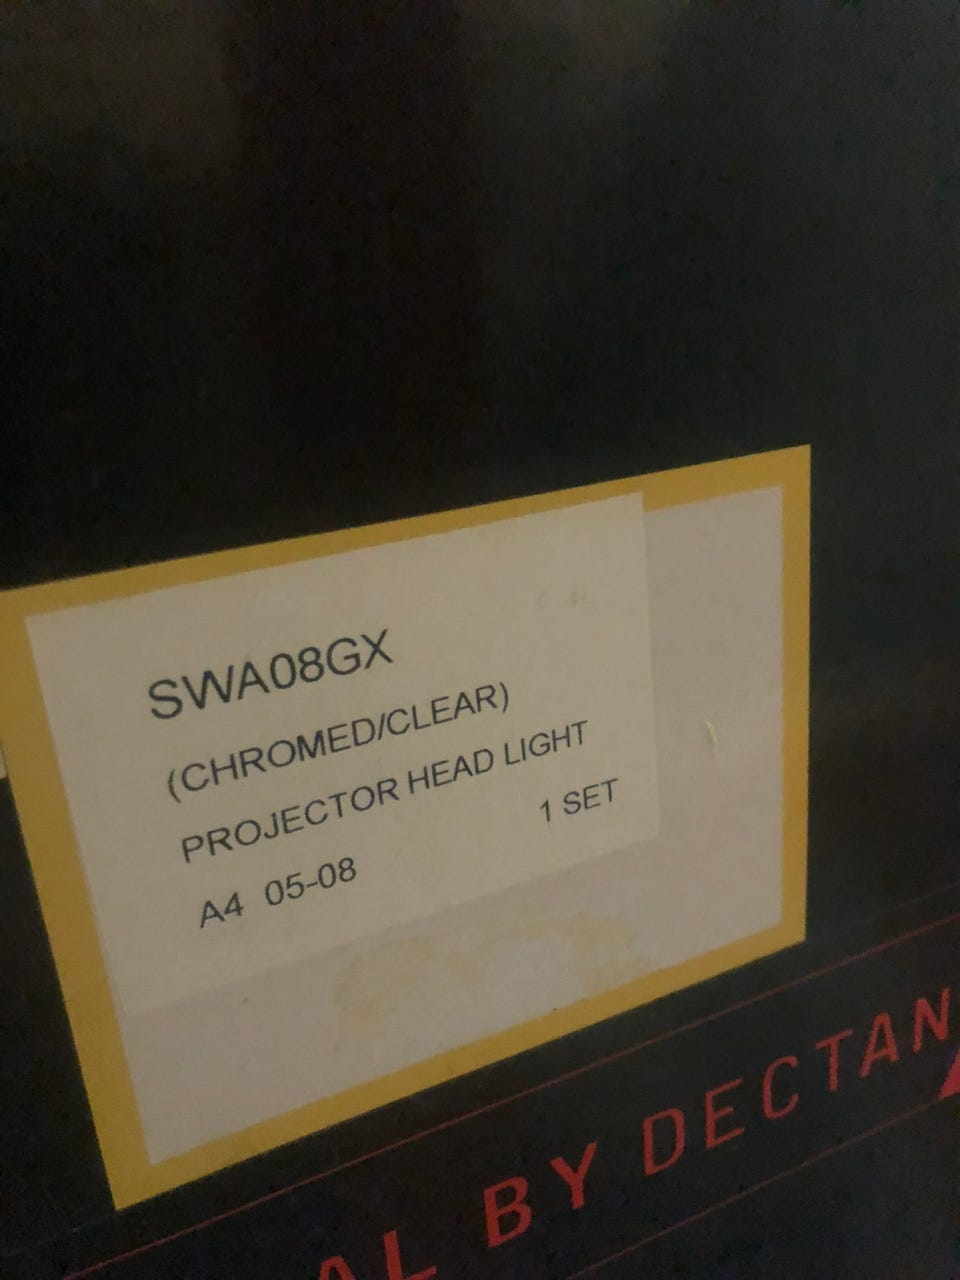 SWA08GX
(CHROMED/CLEAR)
PROJECTOR HEAD LIGHT
1 SET
A4 05-08
BY DECTAN